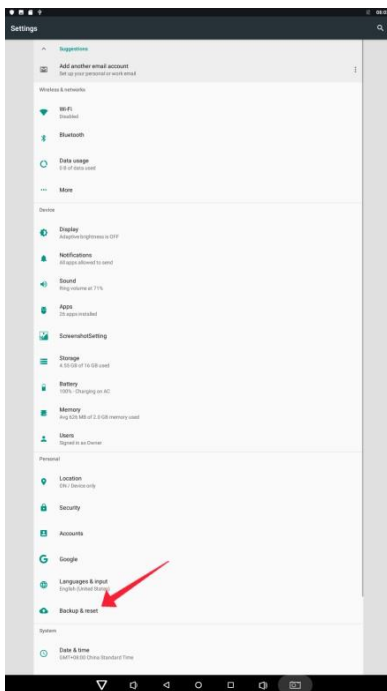 08:0
Settings
Suggestions
Add another email account
Set up your personal or work email
Wireless & networks
Wi-Fi
Disabled
Bluetooth
Data usage
0 B of data used
More
Device
Display
Adaptive brightness is OFF
Notifications
All apps allowed to send
Sound
Ring volume at 71%
Apps
26 apps installed
ScreenshotSetting
Storage
4.50 GB of 16 GB used
Battery
100% - Charging on AC
Memory
Avg 626 MB of 2.0 GB memory used
Users
Signed in as Owner
Personal
Location
ON / Device only
Security
Accounts
Google
Languages & input
English (United States)
Backup & reset
System
Date & time
GMT+08:00 China Standard Time